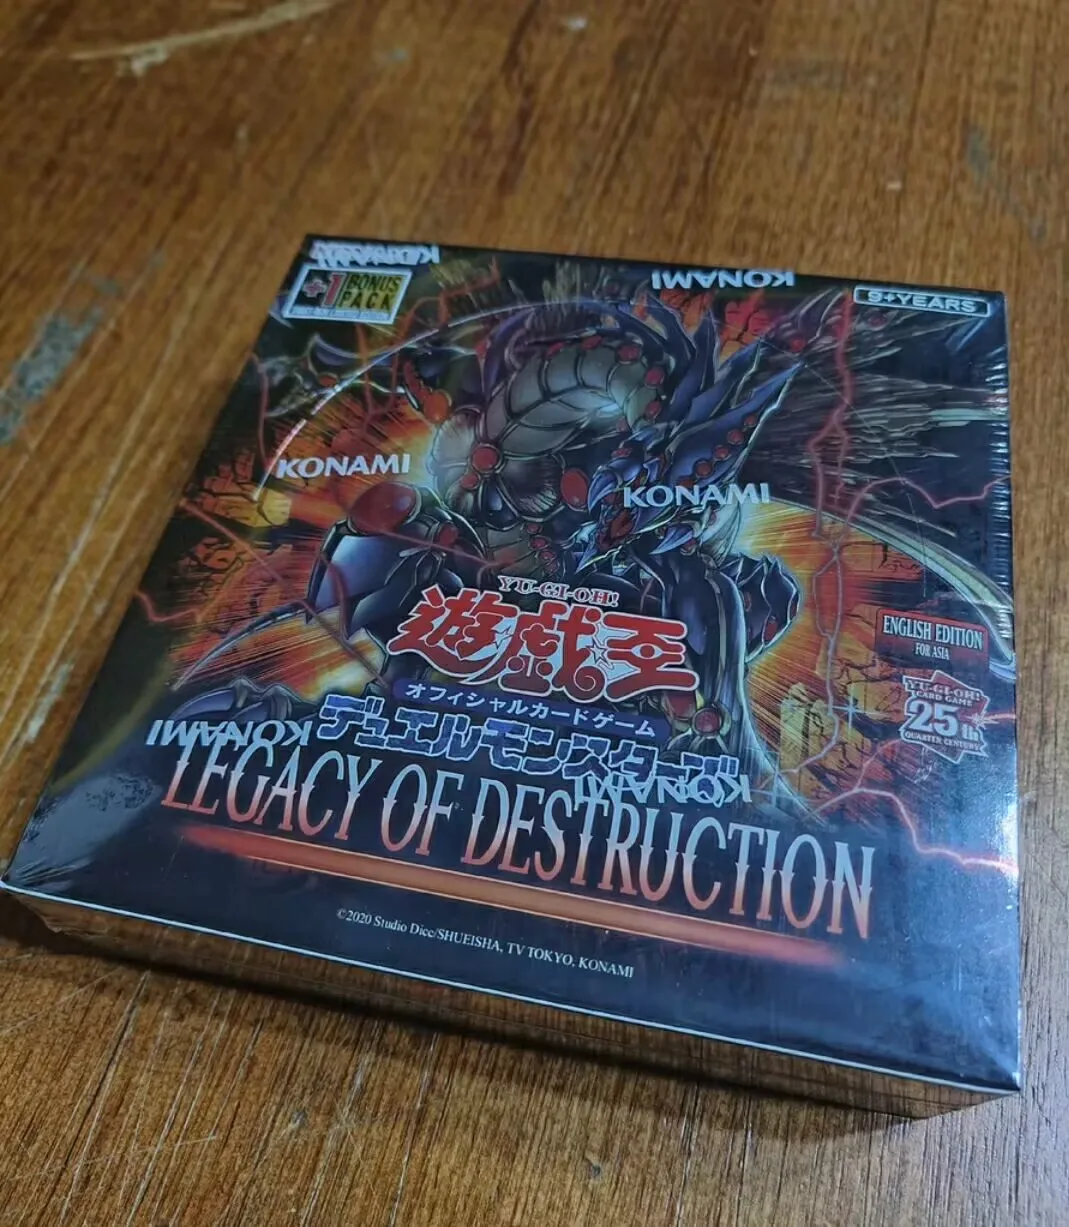 KONAMI
KONAMI
+1 BONUS
PACK
9+YEARS
KONAMI
KONAMI
YU-GI-OH!
遊☆戯☆王
オフィシャルカードゲーム
デュエルモンスターズ
ENGLISH EDITION
FOR ASIA
YU-GI-OH!
CARD GAME
25th
QUARTER CENTURY
KONAMI
KONAMI
LEGACY OF DESTRUCTION
©2020 Studio Dice/SHUEISHA, TV TOKYO, KONAMI